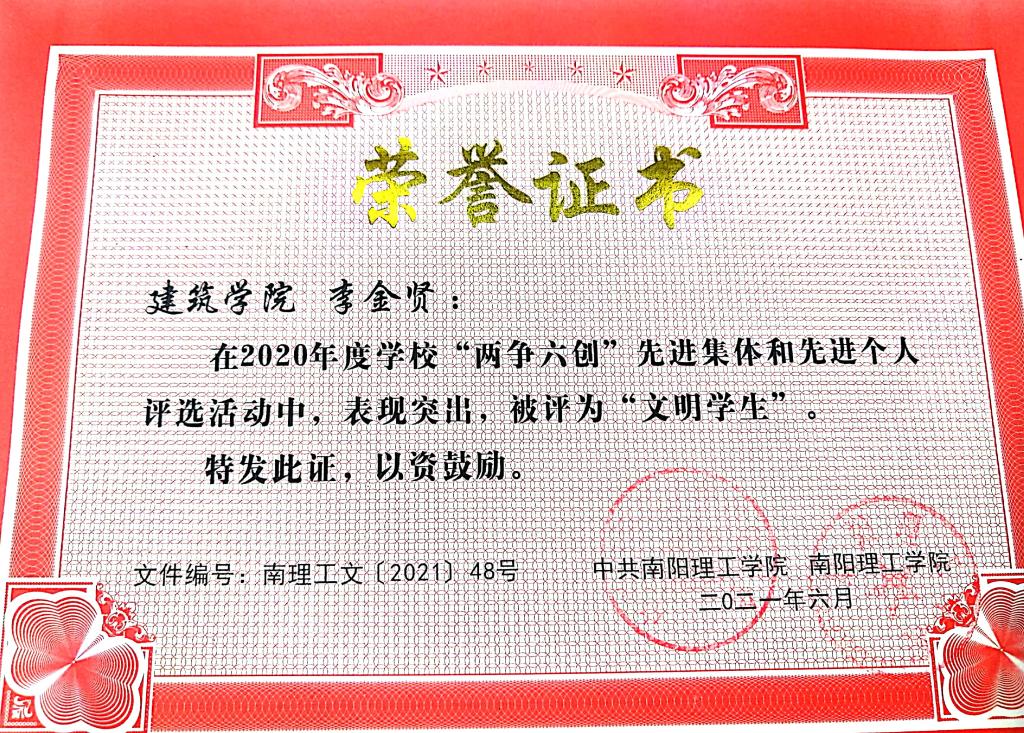 荣誉证书
建筑学院 李金贤：
在2020年度学校“两争六创”先进集体和先进个人
评选活动中，表现突出，被评为“文明学生”。
特发此证，以资鼓励。
文件编号：南理工文〔2021〕48号
中共南阳理工学院 南阳理工学院
二0二一年六月